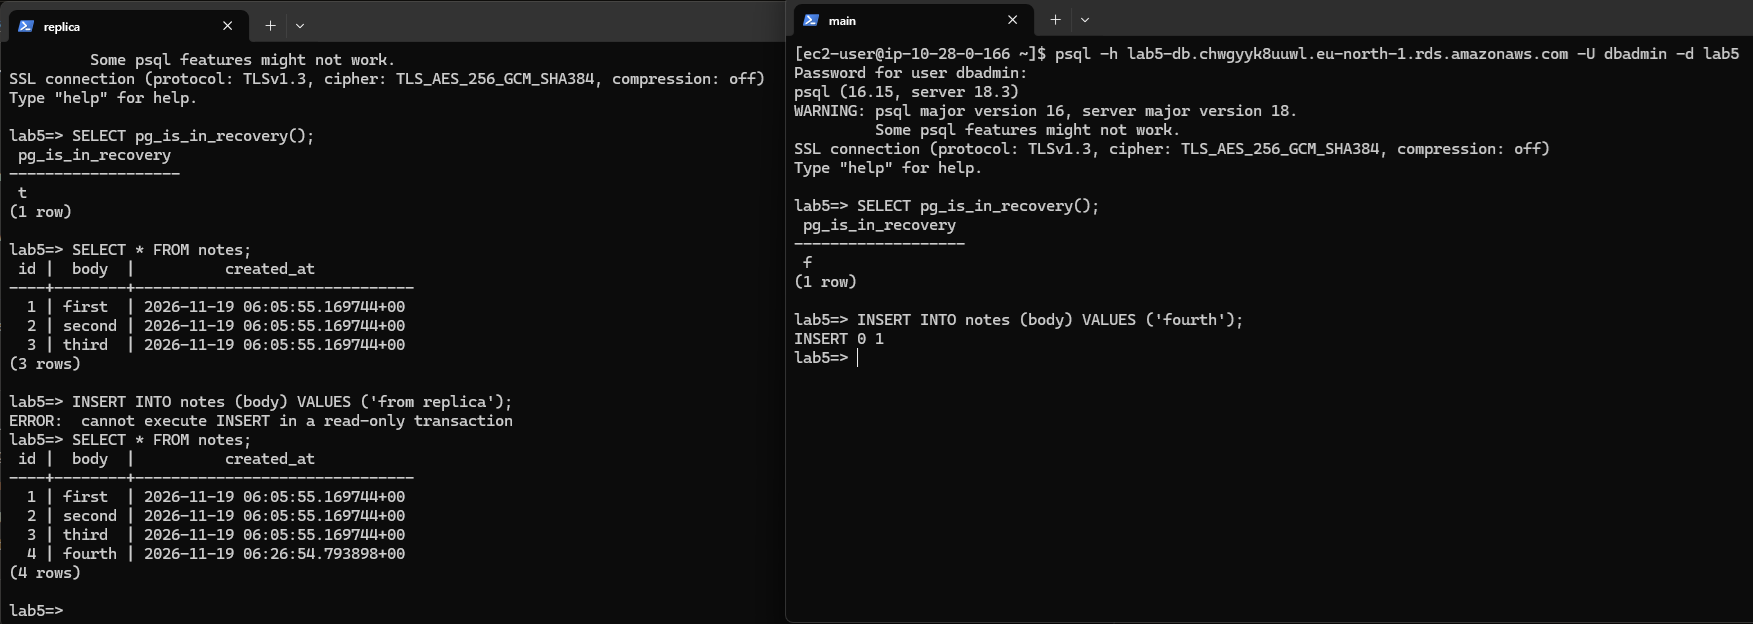 replica
Some psql features might not work.
SSL connection (protocol: TLSv1.3, cipher: TLS_AES_256_GCM_SHA384, compression: off)
Type "help" for help.
lab5=> SELECT pg_is_in_recovery();
pg_is_in_recovery
-------------------
t
(1 row)
lab5=> SELECT * FROM notes;
id |  body  |          created_at
----+--------+-------------------------------
1 | first  | 2026-11-19 06:05:55.169744+00
2 | second | 2026-11-19 06:05:55.169744+00
3 | third  | 2026-11-19 06:05:55.169744+00
(3 rows)
lab5=> INSERT INTO notes (body) VALUES ('from replica');
ERROR:  cannot execute INSERT in a read-only transaction
lab5=> SELECT * FROM notes;
id |  body  |          created_at
----+--------+-------------------------------
1 | first  | 2026-11-19 06:05:55.169744+00
2 | second | 2026-11-19 06:05:55.169744+00
3 | third  | 2026-11-19 06:05:55.169744+00
4 | fourth | 2026-11-19 06:26:54.793898+00
(4 rows)
lab5=>
main
[ec2-user@ip-10-28-0-166 ~]$ psql -h lab5-db.chwgyyk8uuwl.eu-north-1.rds.amazonaws.com -U dbadmin -d lab5
Password for user dbadmin:
psql (16.15, server 18.3)
WARNING: psql major version 16, server major version 18.
Some psql features might not work.
SSL connection (protocol: TLSv1.3, cipher: TLS_AES_256_GCM_SHA384, compression: off)
Type "help" for help.
lab5=> SELECT pg_is_in_recovery();
pg_is_in_recovery
-------------------
f
(1 row)
lab5=> INSERT INTO notes (body) VALUES ('fourth');
INSERT 0 1
lab5=>